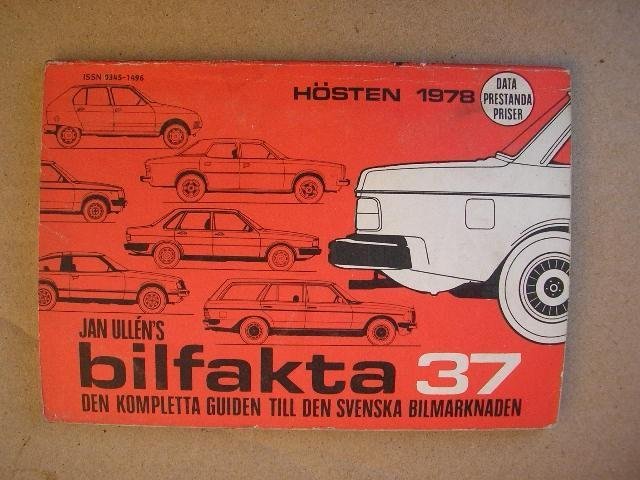 ISSN 0345-1496
HÖSTEN 1978
DATA
PRESTANDA
PRISER
JAN ULLÉN'S
bilfakta 37
DEN KOMPLETTA GUIDEN TILL DEN SVENSKA BILMARKNADEN